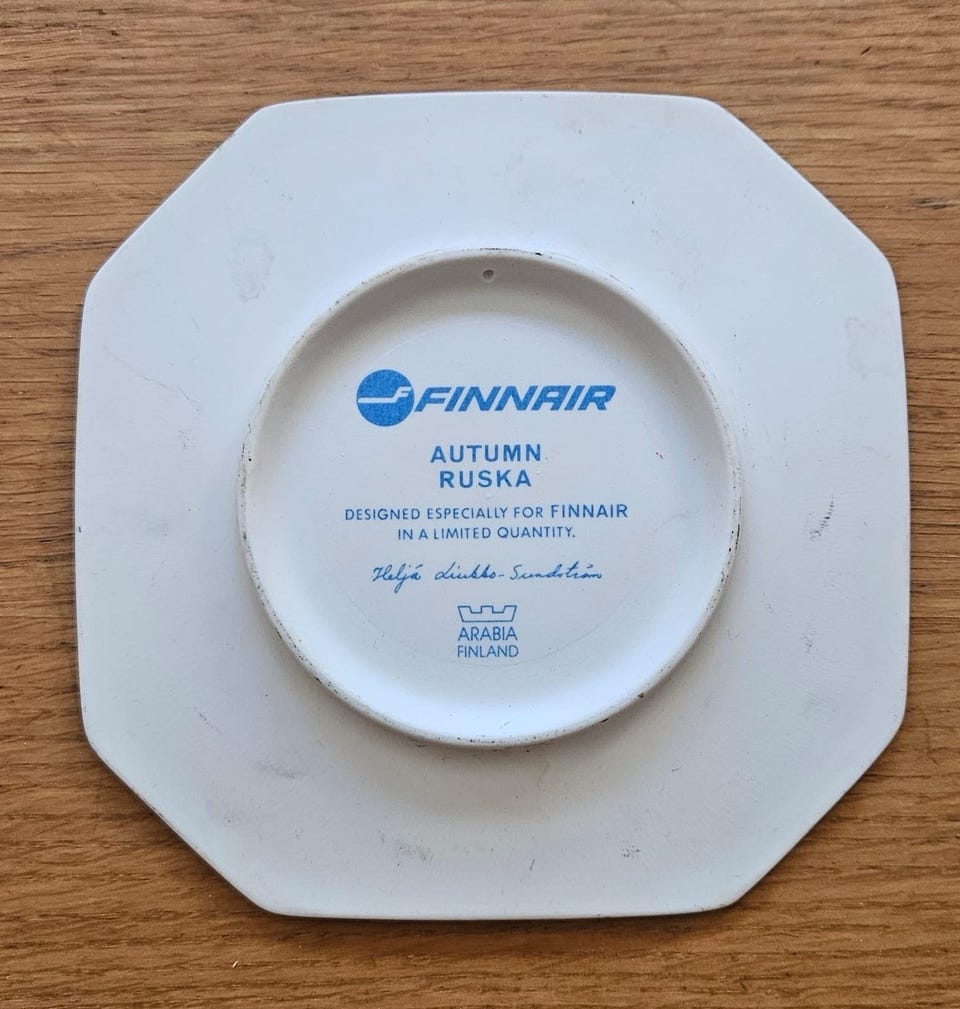 FINNAIR
AUTUMN
RUSKA
DESIGNED ESPECIALLY FOR FINNAIR
IN A LIMITED QUANTITY.
Heljä Liukko-Sundström
ARABIA
FINLAND